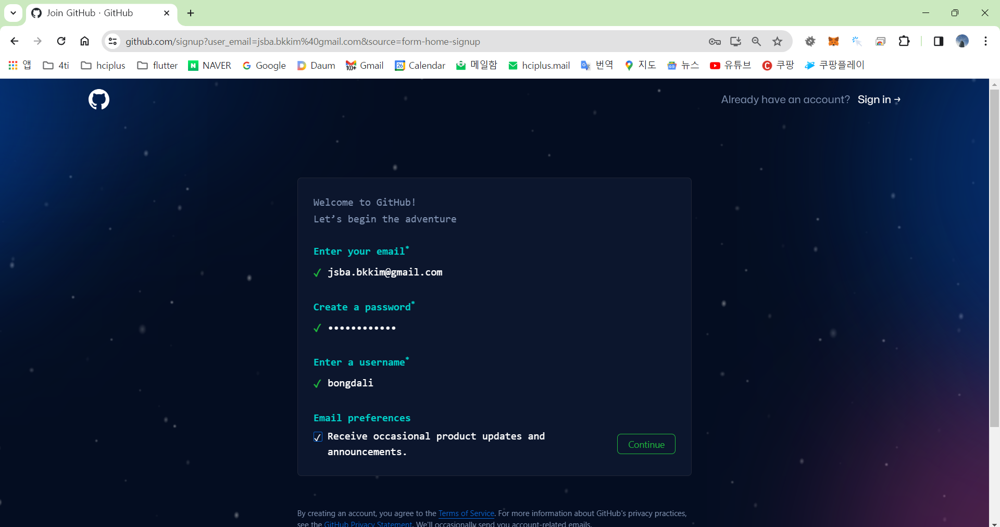 Join GitHub · GitHub
github.com/signup?user_email=jsba.bkkim%40gmail.com&source=form-home-signup
앱 4ti hciplus flutter N NAVER G Google D Daum 100+ Gmail 26 Calendar N 메일함 hciplus.mail G 번역 지도 뉴스 유튜브 C 쿠팡 쿠팡플레이
Already have an account? Sign in →
Welcome to GitHub!
Let’s begin the adventure
Enter your email*
✓ jsba.bkkim@gmail.com
Create a password*
✓ ••••••••••••
Enter a username*
✓ bongdali
Email preferences
Receive occasional product updates and
announcements.
Continue
By creating an account, you agree to the Terms of Service. For more information about GitHub's privacy practices,
see the GitHub Privacy Statement. We'll occasionally send you account-related emails.